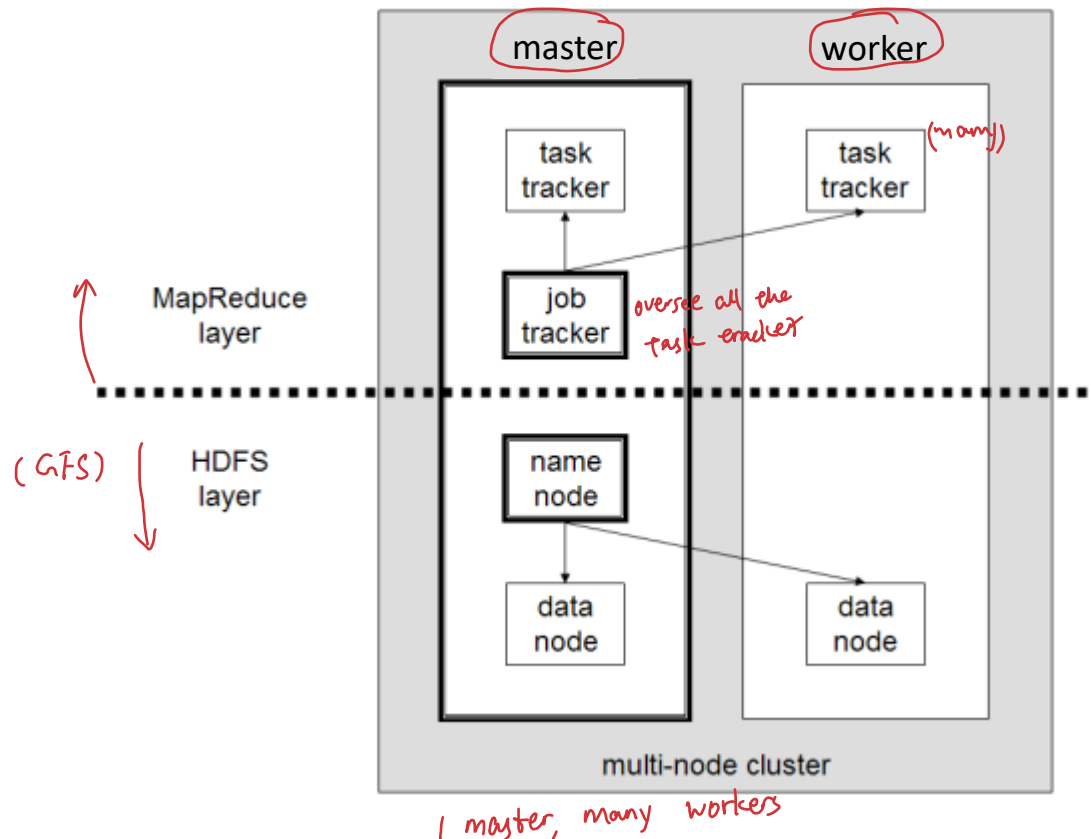 master
worker
task
tracker
task
tracker
(many)
MapReduce
layer
job
tracker
oversee all the
task tracker
(GFS)
HDFS
layer
name
node
data
node
data
node
multi-node cluster
1 master, many workers